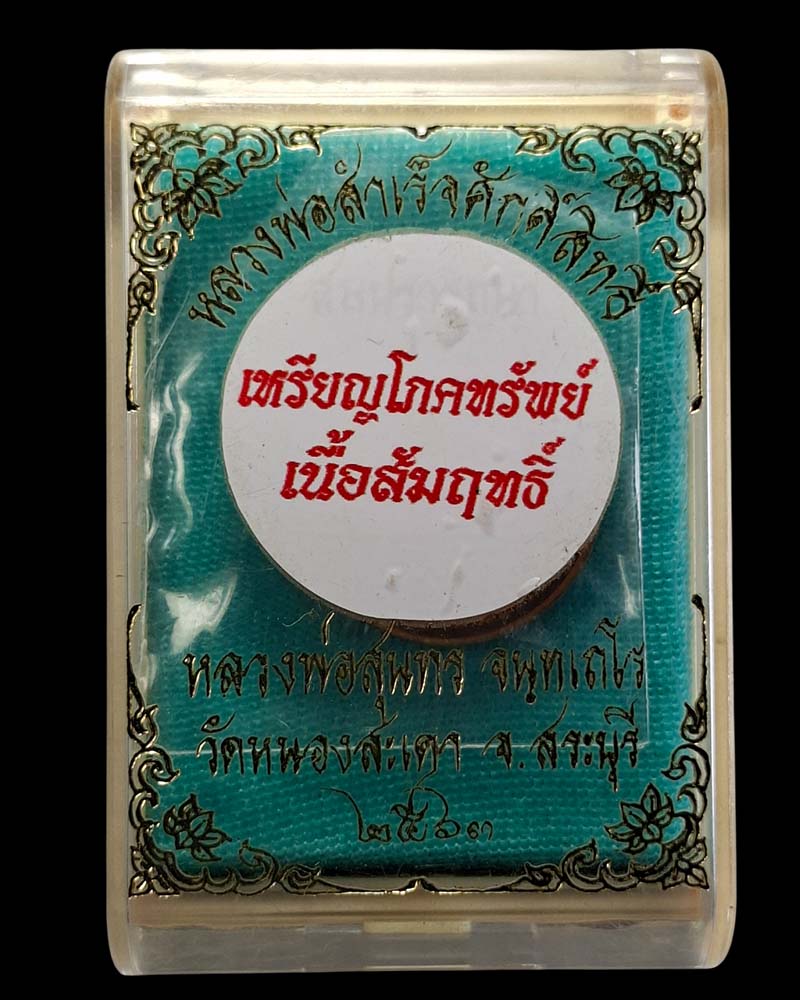 หลวงพ่อสำเร็จศักดิ์สิทธิ์
เหรียญโภคทรัพย์
เนื้อสัมฤทธิ์
หลวงพ่อสุนทร จนฺทเถโร
วัดหนองสะเดา จ.สระบุรี
๒๕๖๓